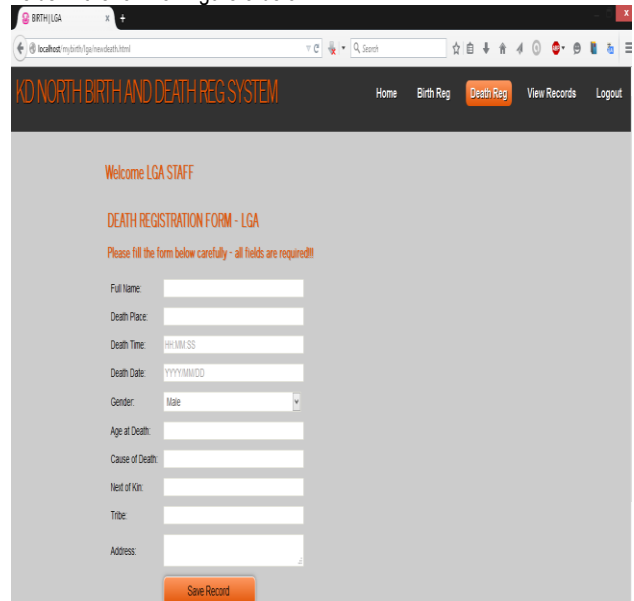 BIRTH|LGA x +
localhost/mybirth/lga/newdeath.html Search
KD NORTH BIRTH AND DEATH REG SYSTEM Home Birth Reg Death Reg View Records Logout
Welcome LGA STAFF
DEATH REGISTRATION FORM - LGA
Please fill the form below carefully - all fields are required!!!
Full Name:
Death Place:
Death Time: HH:MM:SS
Death Date: YYYY/MM/DD
Gender: Male
Age at Death:
Cause of Death:
Next of Kin:
Tribe:
Address:
Save Record